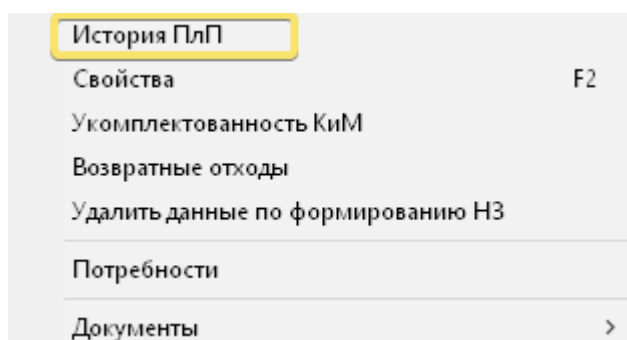 История ПлП
Свойства F2
Укомплектованность КиМ
Возвратные отходы
Удалить данные по формированию НЗ
Потребности
Документы